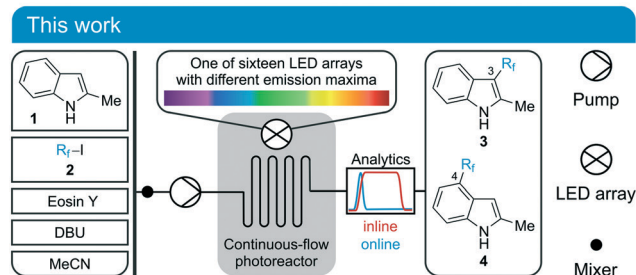 This work
1
N
H
Me
Rf–I
2
Eosin Y
DBU
MeCN
One of sixteen LED arrays
with different emission maxima
Continuous-flow
photoreactor
Analytics
inline
online
3
Rf
Me
N
H
3
Rf
4
Me
N
H
4
Pump
LED array
Mixer